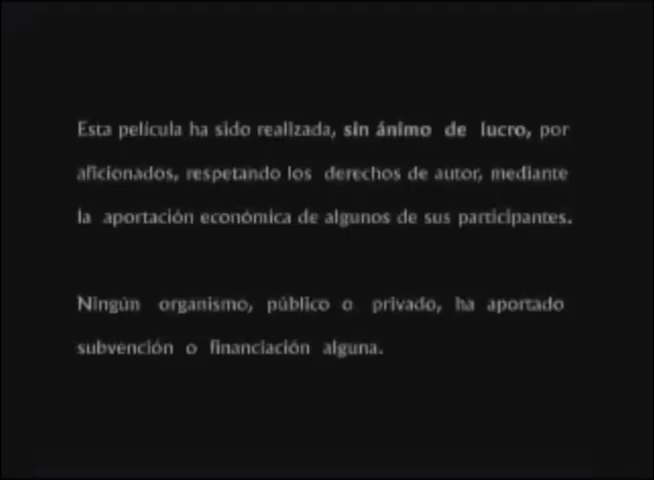 Esta película ha sido realizada, sin ánimo de lucro, por
aficionados, respetando los derechos de autor, mediante
la aportación económica de algunos de sus participantes.
Ningún organismo, público o privado, ha aportado
subvención o financiación alguna.